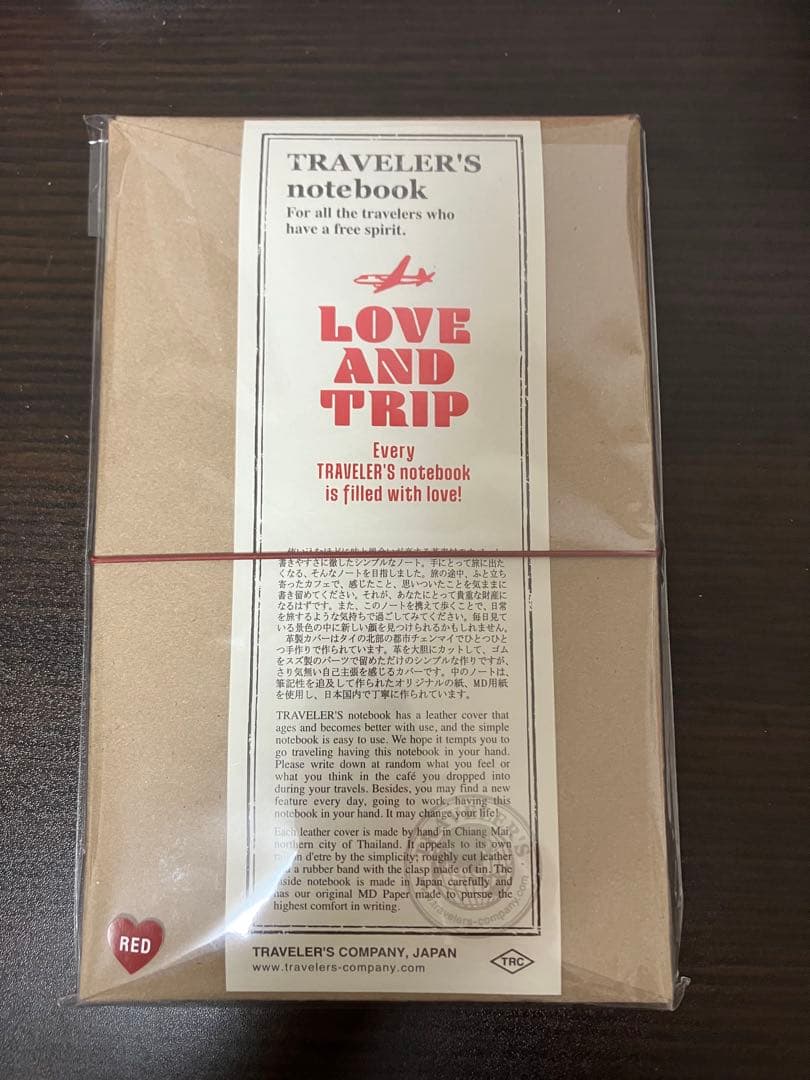 TRAVELER'S
notebook
For all the travelers who
have a free spirit.
LOVE
AND
TRIP
Every
TRAVELER'S notebook
is filled with love!
書きやすさに徹したシンプルなノート。手にとって旅に出た
くなる、そんなノートを目指しました。旅の途中、ふと立ち
寄ったカフェで、感じたこと、思いついたことを気ままに
書き留めてください。それが、あなたにとって貴重な財産に
なるはずです。また、このノートを携えて歩くことで、日常
を旅するような気持ちで過ごしてみてください。毎日見て
いる景色の中に新しい顔を見つけられるかもしれません。
革製カバーはタイの北部の都市チェンマイでひとつひと
つ手作りで作られています。革を大胆にカットして、ゴム
をスズ製のパーツで留めただけのシンプルな作りですが、
さり気無い自己主張を感じるカバーです。中のノートは、
筆記性を追及して作られたオリジナルの紙、MD用紙
を使用し、日本国内で丁寧に作られています。
TRAVELER'S notebook has a leather cover that
ages and becomes better with use, and the simple
notebook is easy to use. We hope it tempts you to
go traveling having this notebook in your hand.
Please write down at random what you feel or
what you think in the café you dropped into
during your travels. Besides, you may find a new
feature every day, going to work, having this
notebook in your hand. It may change your life!
Each leather cover is made by hand in Chiang Mai,
northern city of Thailand. It appeals to its own
d'etre by the simplicity; roughly cut leather
a rubber band with the clasp made of tin. The
inside notebook is made in Japan carefully and
has our original MD Paper made to pursue the
highest comfort in writing.
TRAVELER'S
travelers-company.com
RED
TRAVELER'S COMPANY, JAPAN
www.travelers-company.com
TRC